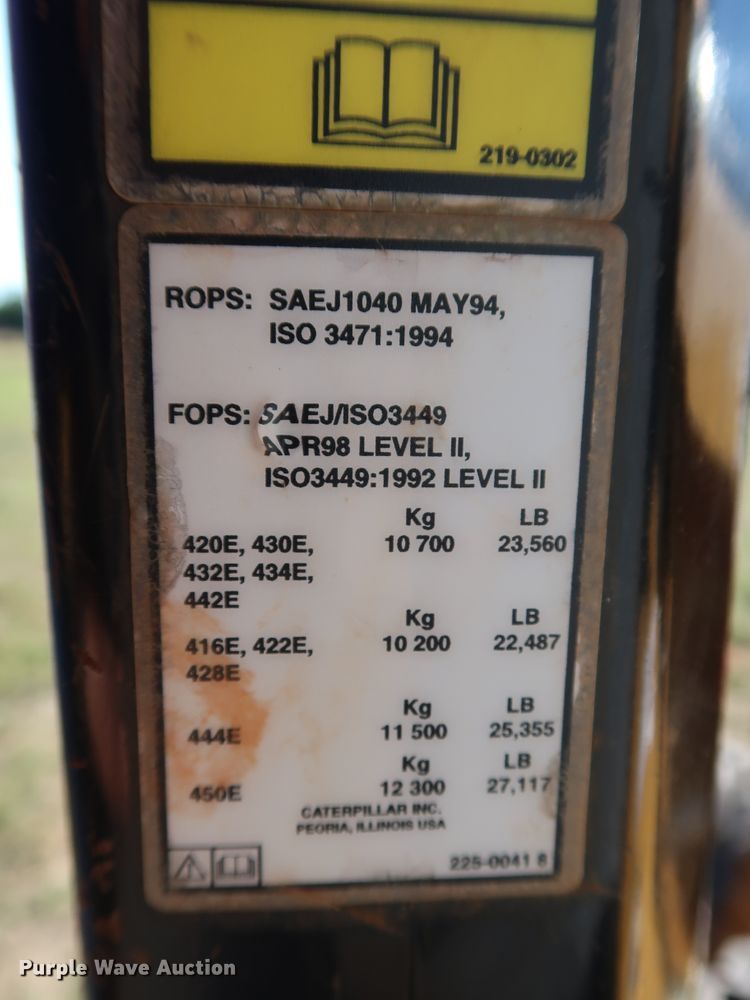 219-0302
ROPS: SAEJ1040 MAY94,
ISO 3471:1994
FOPS: SAEJ/ISO3449
APR98 LEVEL II,
ISO3449:1992 LEVEL II
Kg LB
420E, 430E, 10 700 23,560
432E, 434E,
442E
Kg LB
416E, 422E, 10 200 22,487
428E
Kg LB
444E 11 500 25,355
Kg LB
450E 12 300 27,117
CATERPILLAR INC.
PEORIA, ILLINOIS USA
225-0041 8
Purple Wave Auction